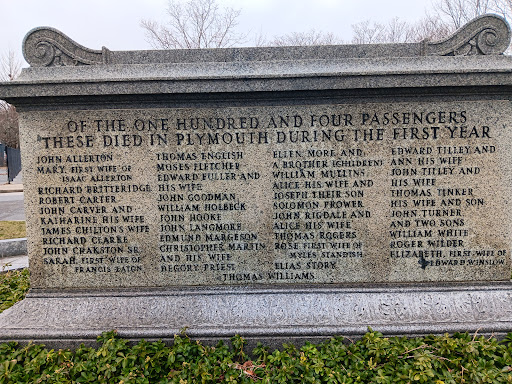 OF THE ONE HUNDRED AND FOUR PASSENGERS
THESE DIED IN PLYMOUTH DURING THE FIRST YEAR
JOHN ALLERTON
MARY, FIRST WIFE OF
ISAAC ALLERTON
RICHARD BRITTERIDGE
ROBERT CARTER
JOHN CARVER AND
KATHARINE HIS WIFE
JAMES CHILTON'S WIFE
RICHARD CLARKE
JOHN CRAKSTON SR.
SARAH, FIRST WIFE OF
FRANCIS EATON
THOMAS ENGLISH
MOSES FLETCHER
EDWARD FULLER AND
HIS WIFE
JOHN GOODMAN
WILLIAM HOLBECK
JOHN HOOKE
JOHN LANGMORE
EDMUND MARGESON
CHRISTOPHER MARTIN
AND HIS WIFE
DEGORY PRIEST
ELLEN MORE AND
A BROTHER (CHILDREN)
WILLIAM MULLINS
ALICE HIS WIFE AND
JOSEPH THEIR SON
SOLOMON PROWER
JOHN RIGDALE AND
ALICE HIS WIFE
THOMAS ROGERS
ROSE, FIRST WIFE OF
MYLES STANDISH
ELIAS STORY
EDWARD TILLEY AND
ANN HIS WIFE
JOHN TILLEY AND
HIS WIFE
THOMAS TINKER
HIS WIFE AND SON
JOHN TURNER
AND TWO SONS
WILLIAM WHITE
ROGER WILDER
ELIZABETH, FIRST WIFE OF
EDWARD WINSLOW
THOMAS WILLIAMS